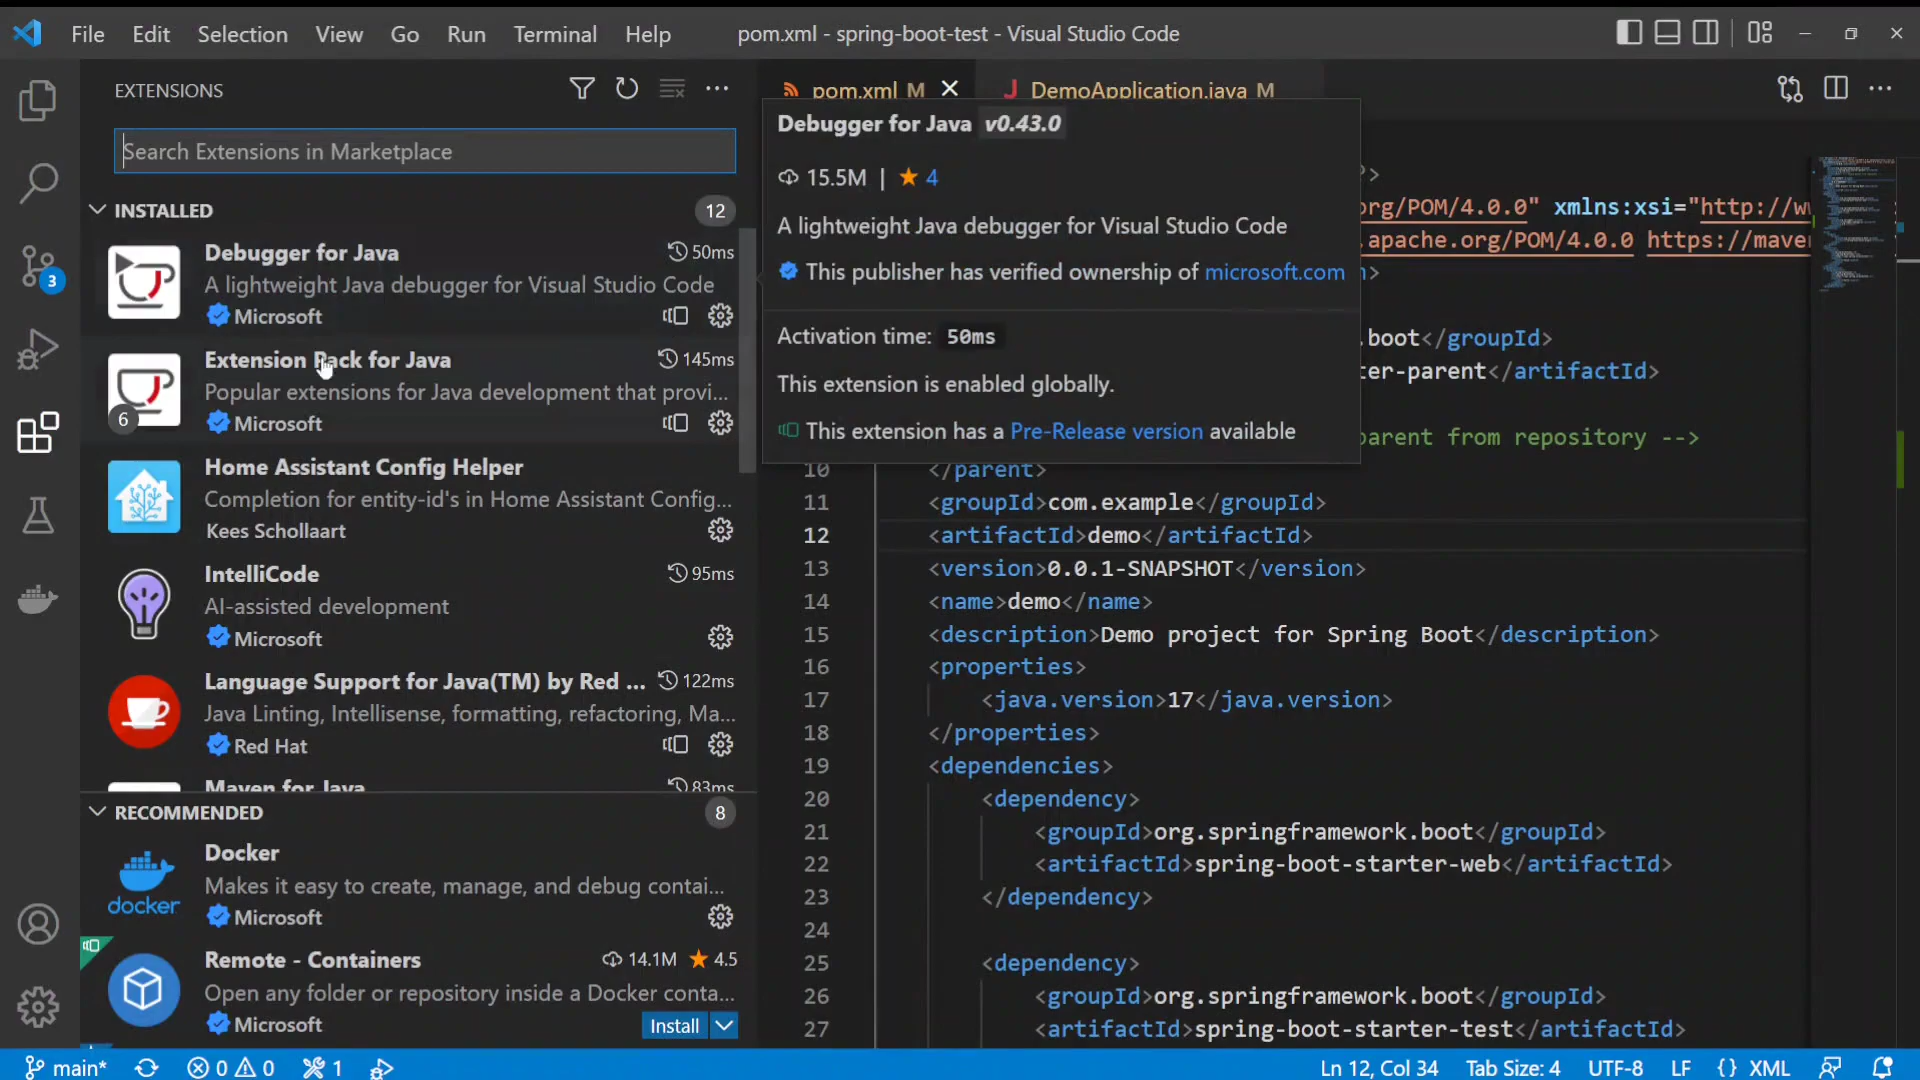 File Edit Selection View Go Run Terminal Help
pom.xml - spring-boot-test - Visual Studio Code
EXTENSIONS
Search Extensions in Marketplace
INSTALLED 12
Debugger for Java 50ms
A lightweight Java debugger for Visual Studio Code
Microsoft
Extension Pack for Java 145ms
Popular extensions for Java development that provi...
6 Microsoft
Home Assistant Config Helper
Completion for entity-id's in Home Assistant Config...
Kees Schollaart
IntelliCode 95ms
AI-assisted development
Microsoft
Language Support for Java(TM) by Red ... 122ms
Java Linting, Intellisense, formatting, refactoring, Ma...
Red Hat
Maven for Java 83ms
RECOMMENDED 8
Docker
Makes it easy to create, manage, and debug contai...
docker Microsoft
Remote - Containers 14.1M 4.5
Open any folder or repository inside a Docker conta...
Microsoft Install
3
pom.xml M DemoApplication.java M
Debugger for Java v0.43.0
15.5M | 4
A lightweight Java debugger for Visual Studio Code
This publisher has verified ownership of microsoft.com
Activation time: 50ms
This extension is enabled globally.
This extension has a Pre-Release version available
?>
org/POM/4.0.0" xmlns:xsi="http://w
.apache.org/POM/4.0.0 https://maven
>
.boot</groupId>
ter-parent</artifactId>
>
parent from repository -->
10 </parent>
11 <groupId>com.example</groupId>
12 <artifactId>demo</artifactId>
13 <version>0.0.1-SNAPSHOT</version>
14 <name>demo</name>
15 <description>Demo project for Spring Boot</description>
16 <properties>
17 <java.version>17</java.version>
18 </properties>
19 <dependencies>
20 <dependency>
21 <groupId>org.springframework.boot</groupId>
22 <artifactId>spring-boot-starter-web</artifactId>
23 </dependency>
24
25 <dependency>
26 <groupId>org.springframework.boot</groupId>
27 <artifactId>spring-boot-starter-test</artifactId>
main* 0 0 1 Ln 12, Col 34 Tab Size: 4 UTF-8 LF {} XML